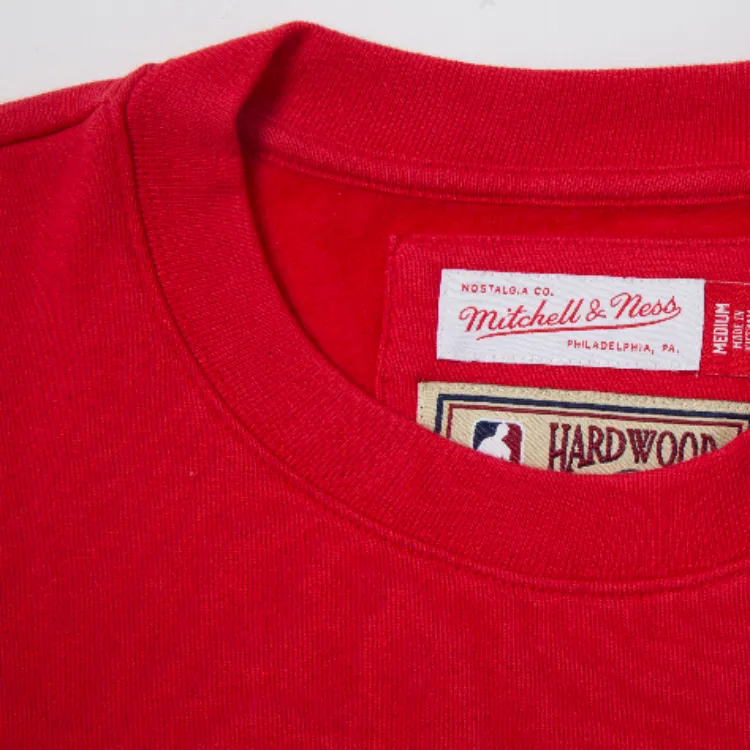 NOSTALGIA CO.
Mitchell & Ness
PHILADELPHIA, PA.
MEDIUM
MADE IN
HARDWOOD